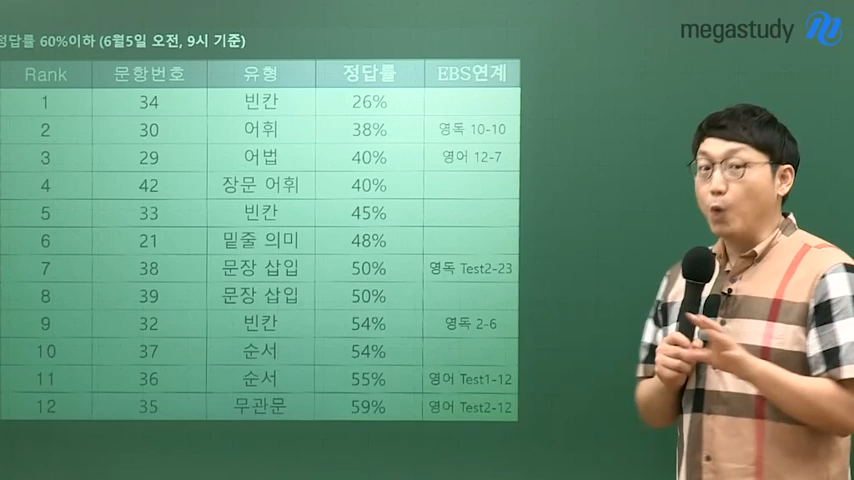 megastudy
정답률 60%이하 (6월5일 오전, 9시 기준)
Rank 문항번호 유형 정답률 EBS연계
1 34 빈칸 26%
2 30 어휘 38% 영독 10-10
3 29 어법 40% 영어 12-7
4 42 장문 어휘 40%
5 33 빈칸 45%
6 21 밑줄 의미 48%
7 38 문장 삽입 50% 영독 Test2-23
8 39 문장 삽입 50%
9 32 빈칸 54% 영독 2-6
10 37 순서 54%
11 36 순서 55% 영어 Test1-12
12 35 무관문 59% 영어 Test2-12